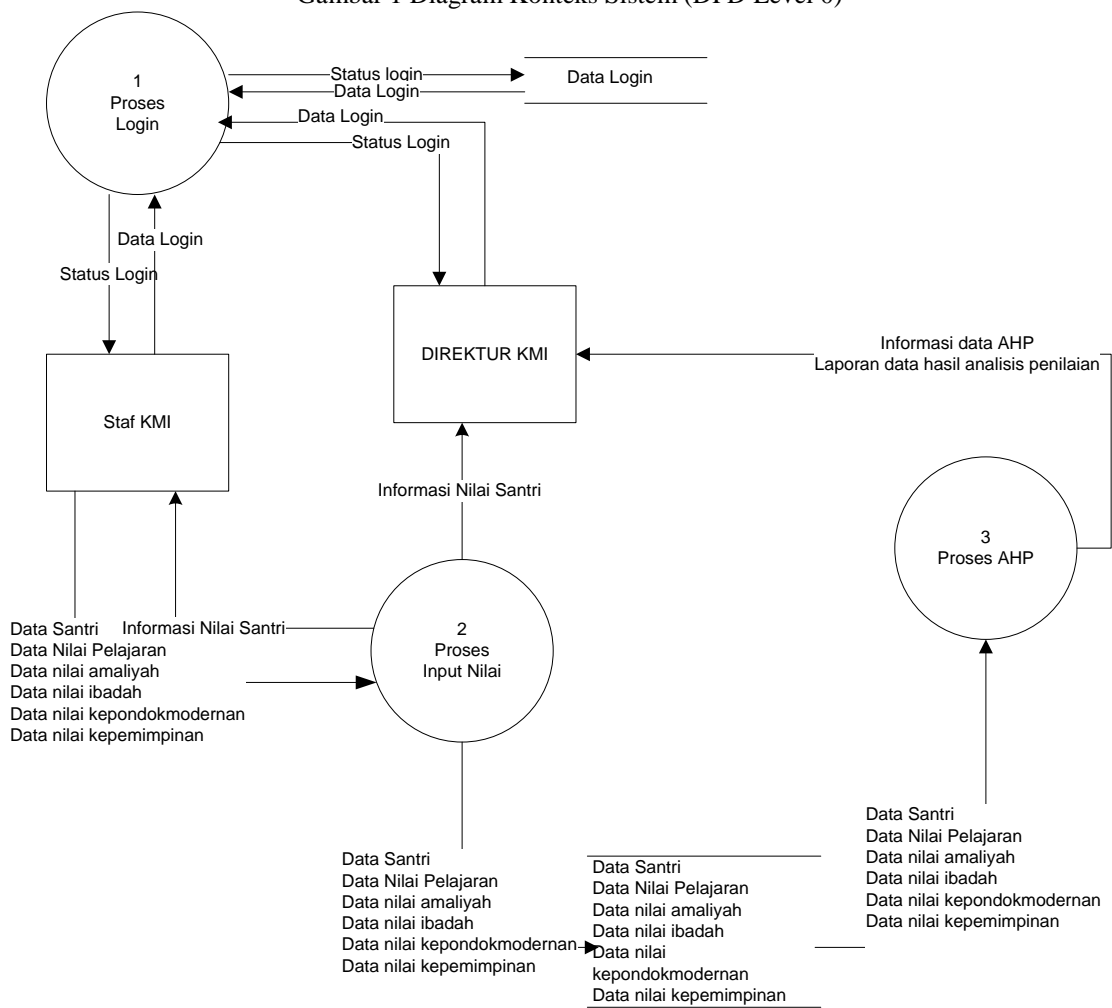 Gambar 1 Diagram Konteks Sistem (DFD Level 0)
1
Proses
Login
Status login
Data Login
Data Login
Data Login
Status Login
Data Login
Status Login
Staf KMI
DIREKTUR KMI
Informasi data AHP
Laporan data hasil analisis penilaian
Informasi Nilai Santri
3
Proses AHP
2
Proses
Input Nilai
Informasi Nilai Santri
Data Santri
Data Nilai Pelajaran
Data nilai amaliyah
Data nilai ibadah
Data nilai kepondokmodernan
Data nilai kepemimpinan
Data Santri
Data Nilai Pelajaran
Data nilai amaliyah
Data nilai ibadah
Data nilai kepondokmodernan
Data nilai kepemimpinan
Data Santri
Data Nilai Pelajaran
Data nilai amaliyah
Data nilai ibadah
Data nilai
kepondokmodernan
Data nilai kepemimpinan
Data Santri
Data Nilai Pelajaran
Data nilai amaliyah
Data nilai ibadah
Data nilai kepondokmodernan
Data nilai kepemimpinan